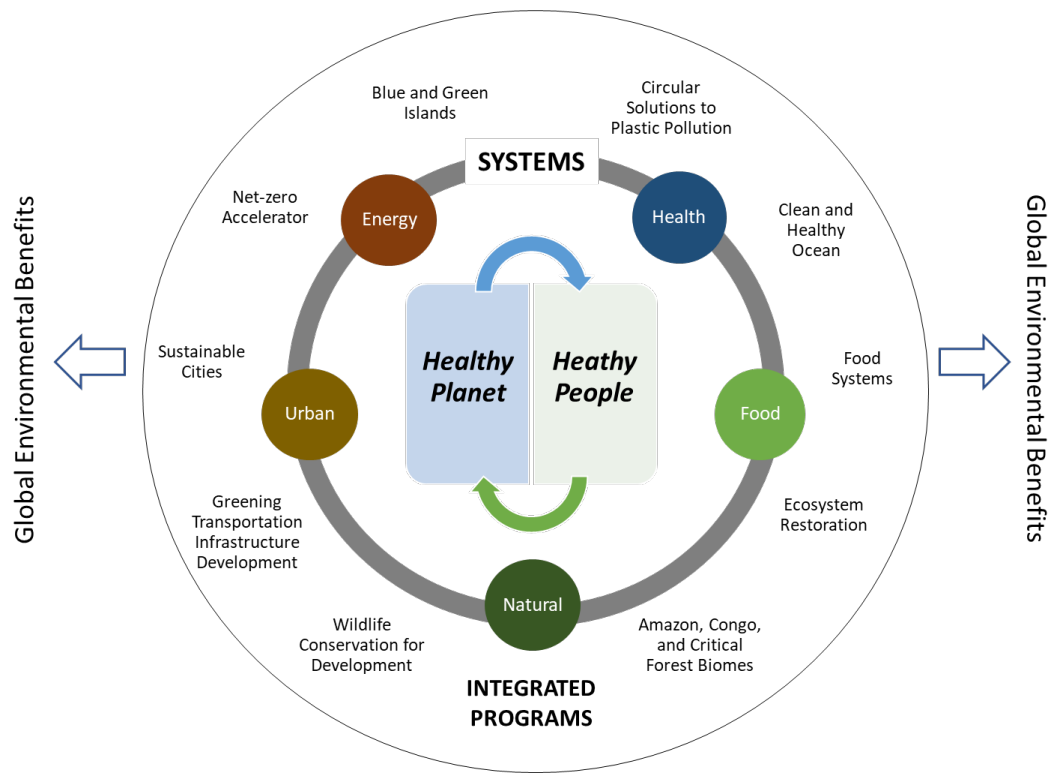 Blue and Green
Islands
Circular
Solutions to
Plastic Pollution
SYSTEMS
Net-zero
Accelerator
Energy
Health
Clean and
Healthy
Ocean
Global Environmental Benefits
Global Environmental Benefits
Sustainable
Cities
Healthy
Planet
Heathy
People
Food
Systems
Urban
Food
Greening
Transportation
Infrastructure
Development
Ecosystem
Restoration
Natural
Wildlife
Conservation for
Development
Amazon, Congo,
and Critical
Forest Biomes
INTEGRATED
PROGRAMS